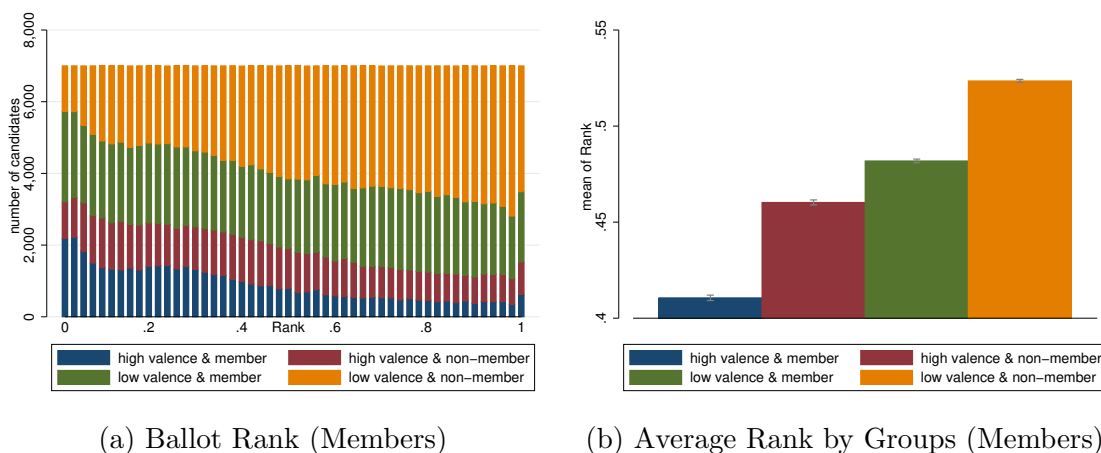 number of candidates
8,000
6,000
4,000
2,000
0
0 .2 .4 Rank .6 .8 1
high valence & member high valence & non−member
low valence & member low valence & non−member
(a) Ballot Rank (Members)
mean of Rank
.55
.5
.45
.4
high valence & member high valence & non−member
low valence & member low valence & non−member
(b) Average Rank by Groups (Members)